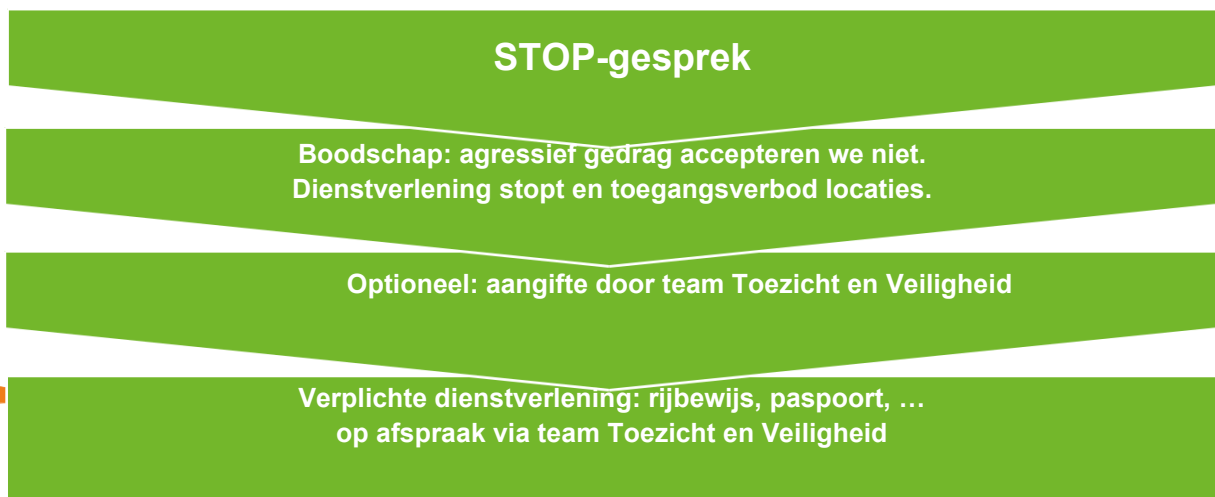 STOP-gesprek
Boodschap: agressief gedrag accepteren we niet.
Dienstverlening stopt en toegangsverbod locaties.
Optioneel: aangifte door team Toezicht en Veiligheid
Verplichte dienstverlening: rijbewijs, paspoort, …
op afspraak via team Toezicht en Veiligheid